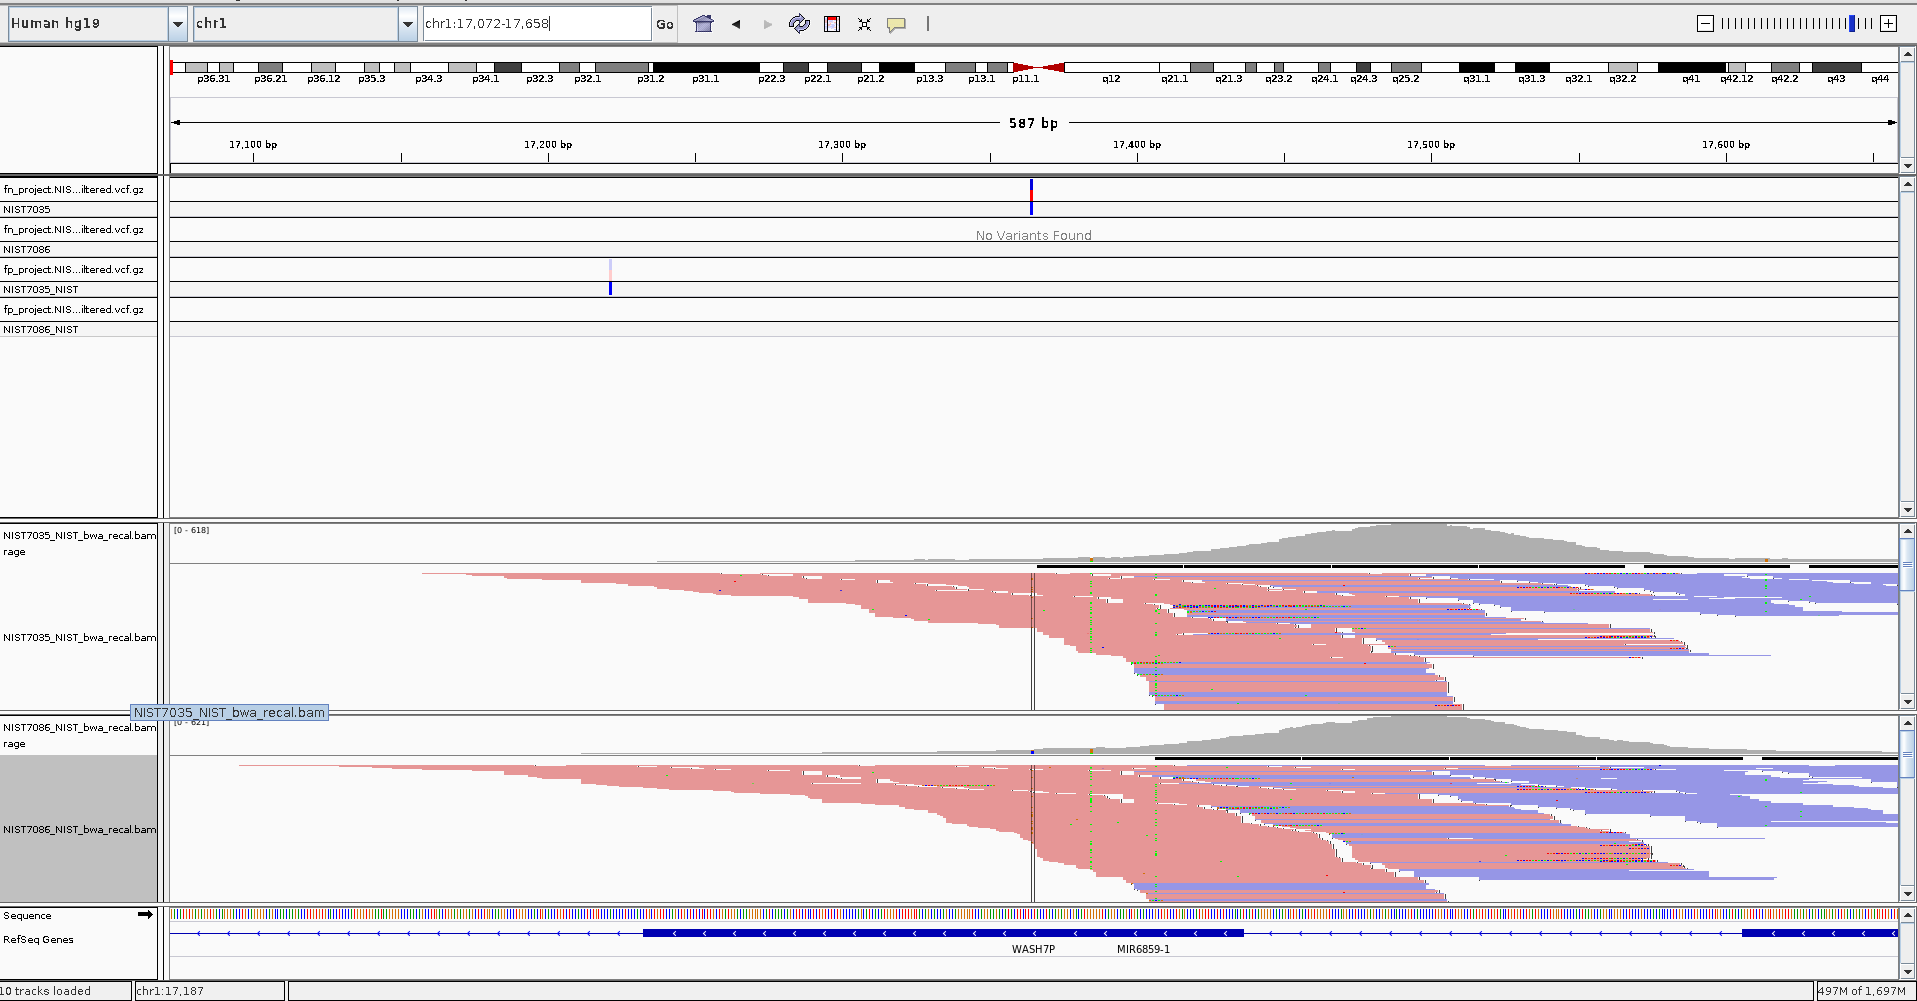 Human hg19 chr1 chr1:17,072-17,658 Go
p36.31 p36.21 p36.12 p35.3 p34.3 p34.1 p32.3 p32.1 p31.2 p31.1 p22.3 p22.1 p21.2 p13.3 p13.1 p11.1 q12 q21.1 q21.3 q23.2 q24.1 q24.3 q25.2 q31.1 q31.3 q32.1 q32.2 q41 q42.12 q42.2 q43 q44
587 bp
17,100 bp 17,200 bp 17,300 bp 17,400 bp 17,500 bp 17,600 bp
fn_project.NIS...iltered.vcf.gz
NIST7035
fn_project.NIS...iltered.vcf.gz
No Variants Found
NIST7086
fp_project.NIS...iltered.vcf.gz
NIST7035_NIST
fp_project.NIS...iltered.vcf.gz
NIST7086_NIST
[0 - 618]
NIST7035_NIST_bwa_recal.bam
rage
NIST7035_NIST_bwa_recal.bam
NIST7035_NIST_bwa_recal.bam
[0 - 621]
NIST7086_NIST_bwa_recal.bam
rage
NIST7086_NIST_bwa_recal.bam
Sequence
RefSeq Genes
WASH7P MIR6859-1
10 tracks loaded chr1:17,187 497M of 1,697M